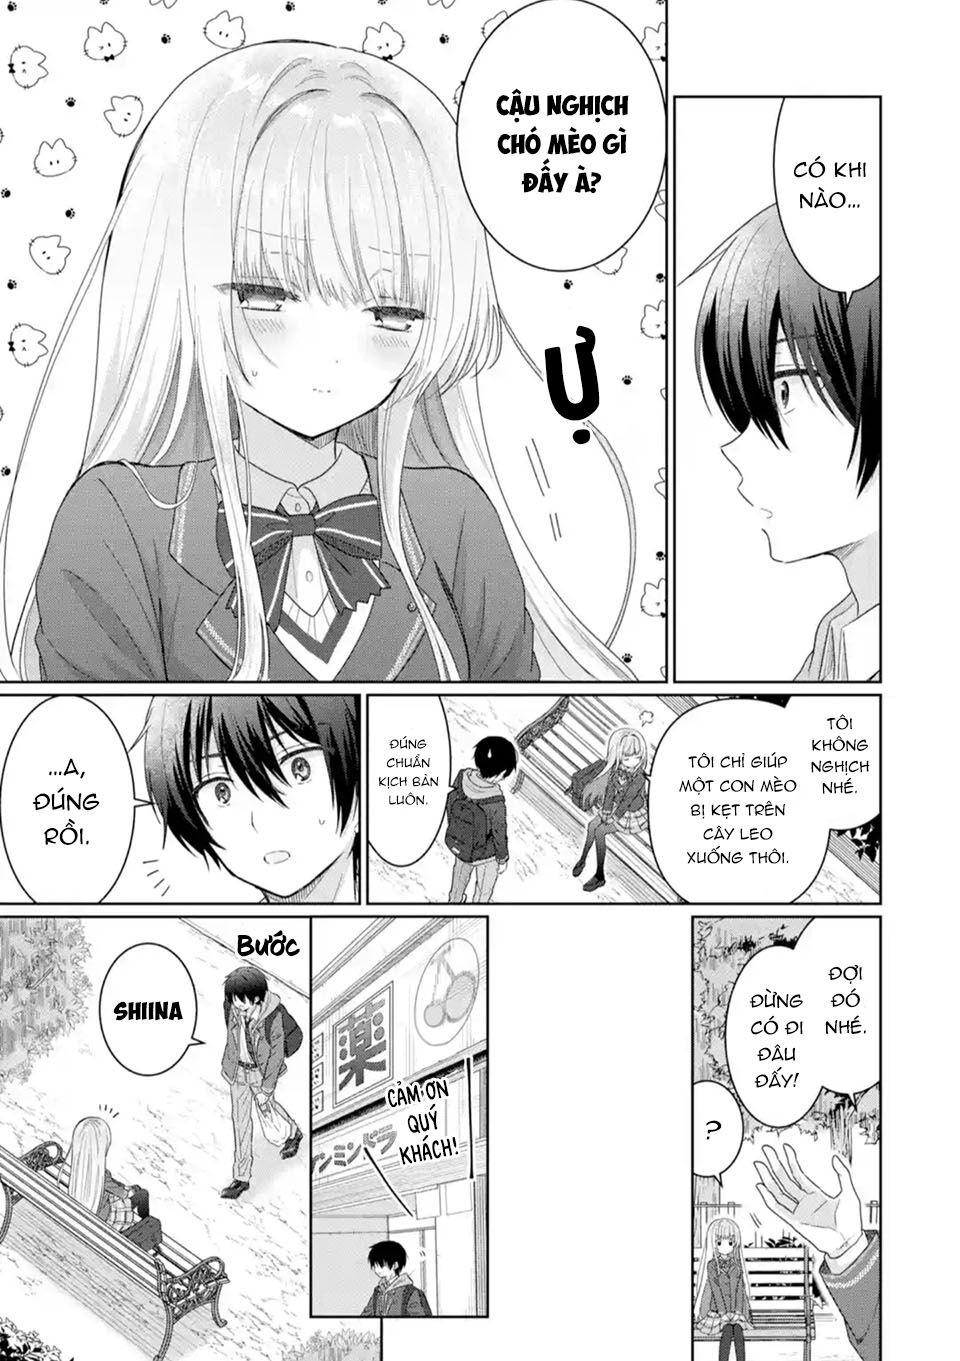 CÓ KHI
NÀO...
CẬU NGHỊCH
CHÓ MÈO GÌ
ĐẤY À?
Ự
TÔI
KHÔNG
NGHỊCH
NHÉ.
TÔI CHỈ GIÚP
MỘT CON MÈO
BỊ KẸT TRÊN
CÂY LEO
XUỐNG THÔI.
ĐÚNG
CHUẨN
KỊCH BẢN
LUÔN.
...A,
ĐÚNG
RỒI.
ĐỢI
ĐÓ
NHÉ.
ĐỪNG
CÓ ĐI
ĐÂU
ĐẤY!
?
薬
ンミンドラ
CẢM ƠN
QUÝ
KHÁCH!
BƯỚC
SHIINA